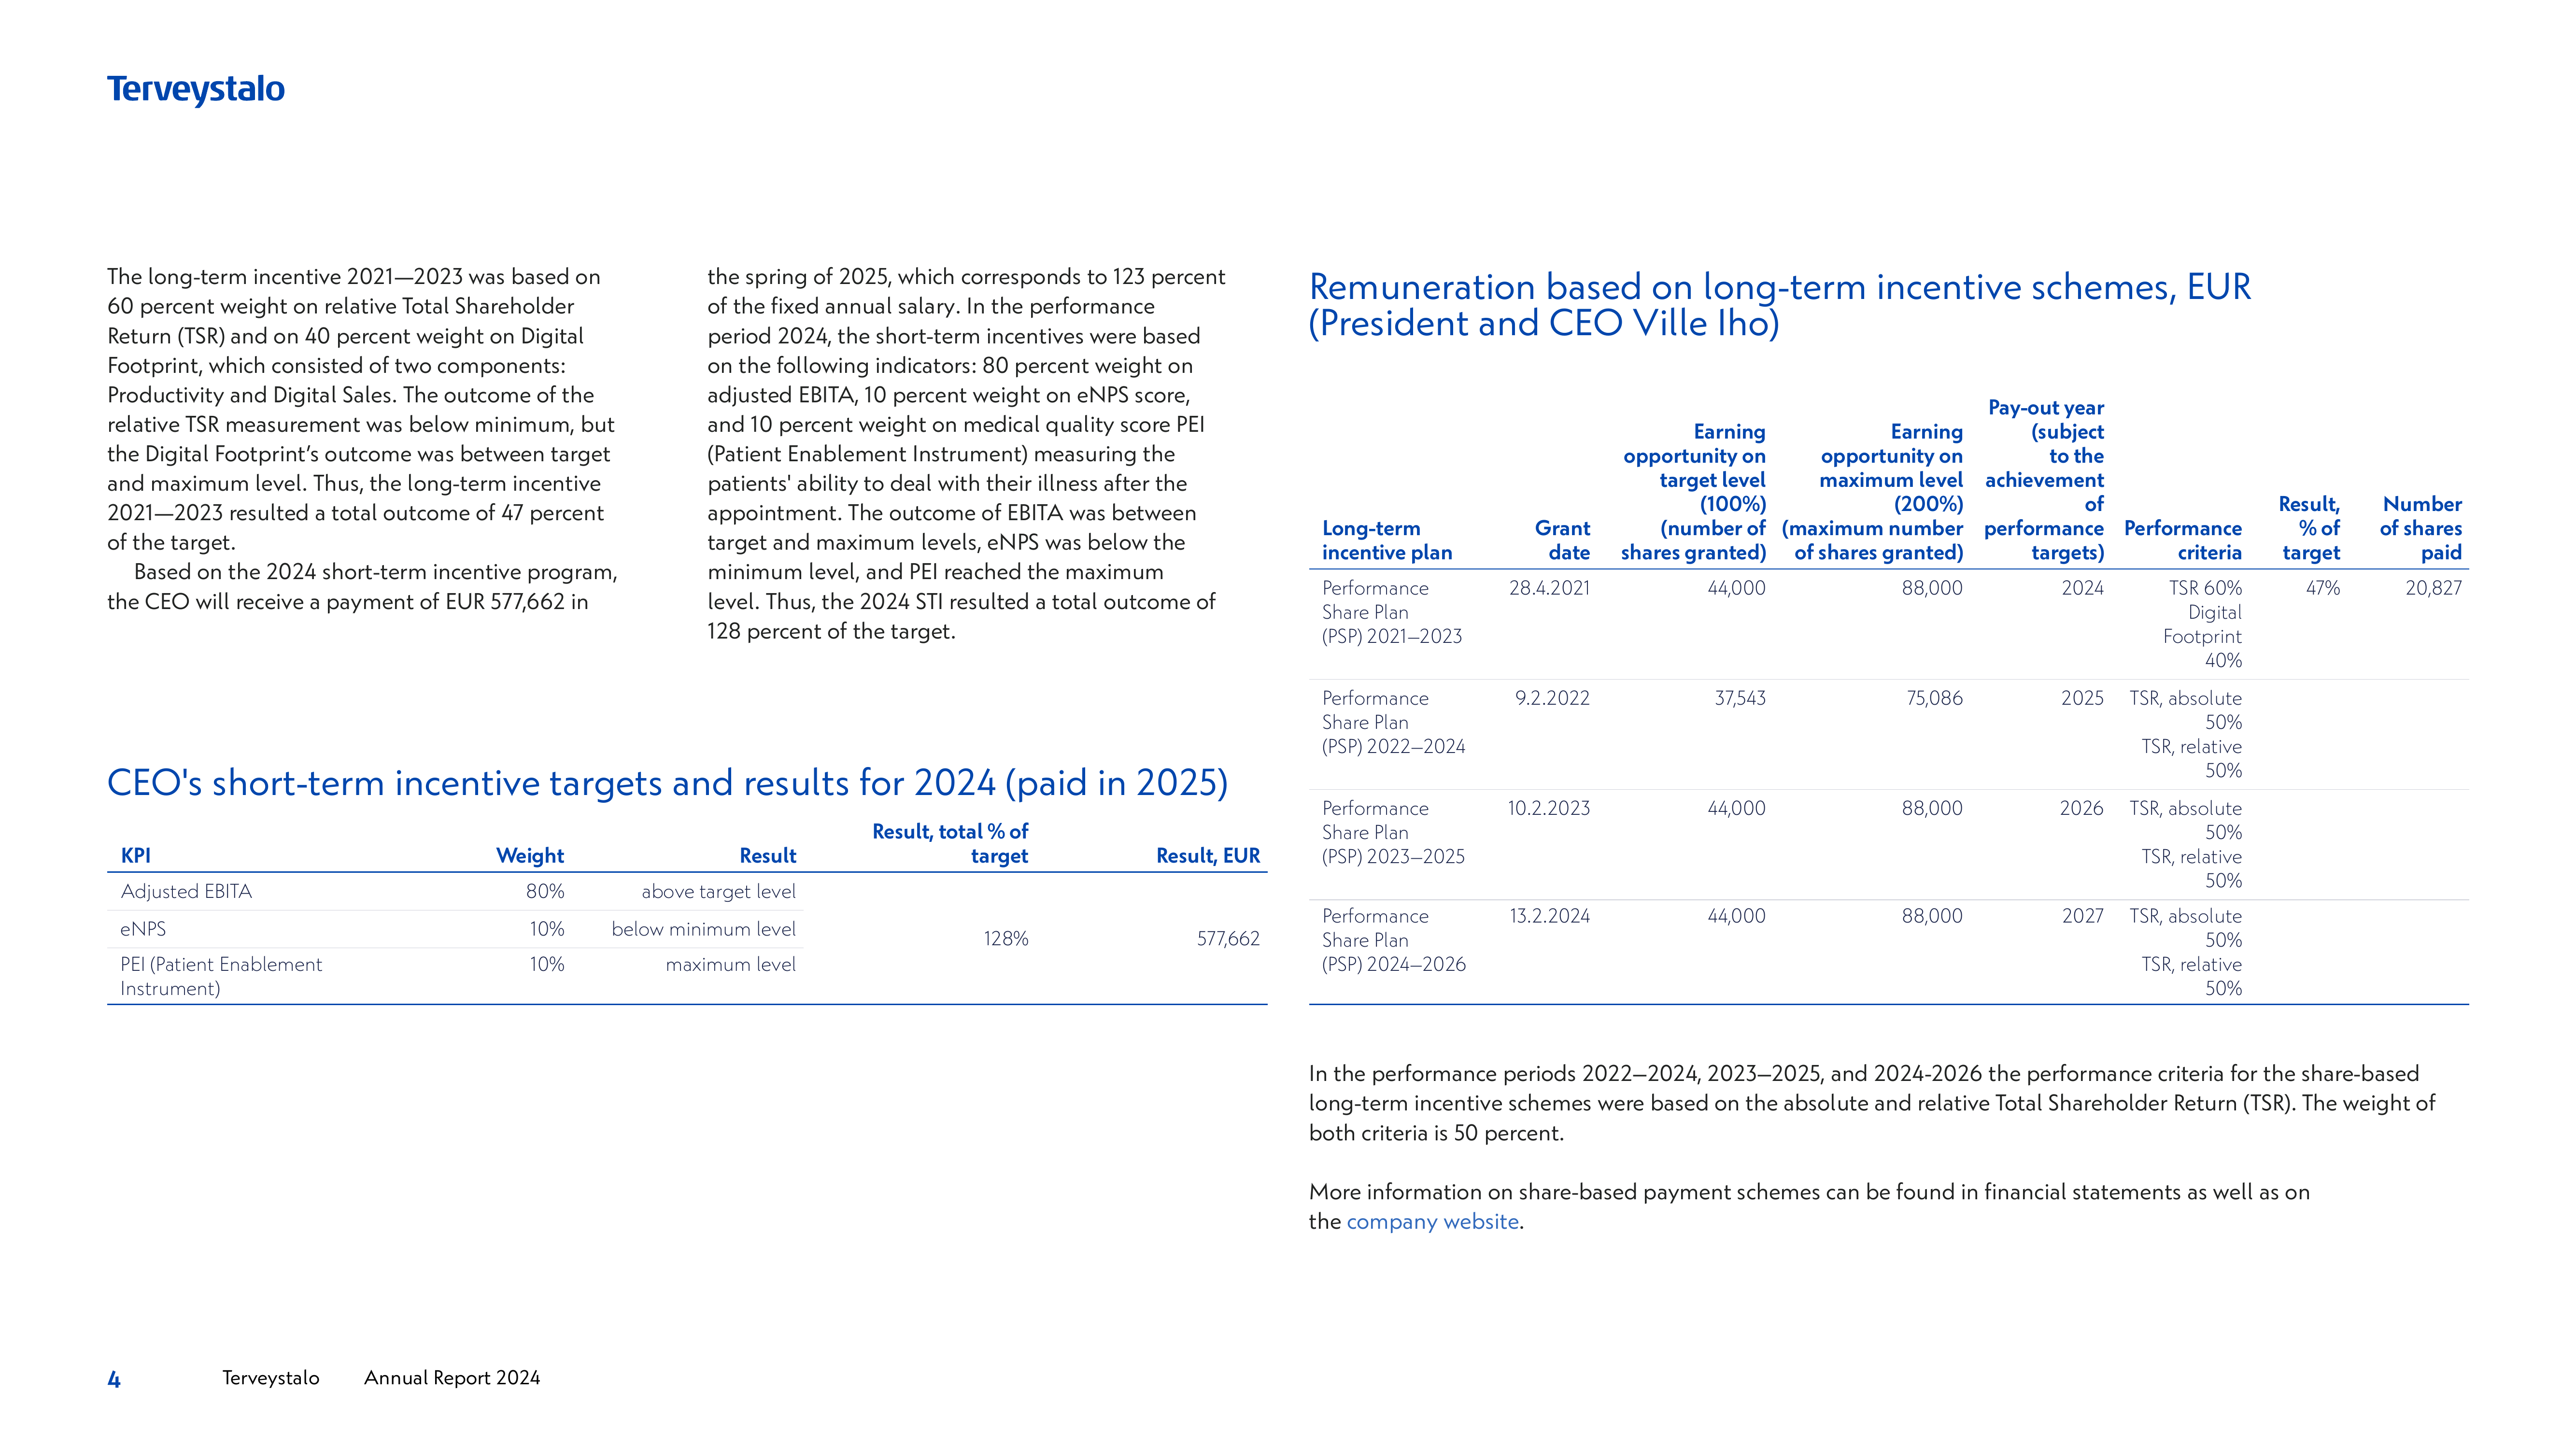 Terveystalo
The long-term incentive 2021—2023 was based on
60 percent weight on relative Total Shareholder
Return (TSR) and on 40 percent weight on Digital
Footprint, which consisted of two components:
Productivity and Digital Sales. The outcome of the
relative TSR measurement was below minimum, but
the Digital Footprint’s outcome was between target
and maximum level. Thus, the long-term incentive
2021—2023 resulted a total outcome of 47 percent
of the target.
Based on the 2024 short-term incentive program,
the CEO will receive a payment of EUR 577,662 in
the spring of 2025, which corresponds to 123 percent
of the fixed annual salary. In the performance
period 2024, the short-term incentives were based
on the following indicators: 80 percent weight on
adjusted EBITA, 10 percent weight on eNPS score,
and 10 percent weight on medical quality score PEI
(Patient Enablement Instrument) measuring the
patients' ability to deal with their illness after the
appointment. The outcome of EBITA was between
target and maximum levels, eNPS was below the
minimum level, and PEI reached the maximum
level. Thus, the 2024 STI resulted a total outcome of
128 percent of the target.
CEO's short-term incentive targets and results for 2024 (paid in 2025)
Result, total % of
KPI Weight Result target Result, EUR
Adjusted EBITA 80% above target level
eNPS 10% below minimum level
128% 577,662
PEI (Patient Enablement 10% maximum level
Instrument)
Remuneration based on long-term incentive schemes, EUR
(President and CEO Ville Iho)
Pay-out year
Earning Earning (subject
opportunity on opportunity on to the
target level maximum level achievement
(100%) (200%) of Result, Number
Long-term Grant (number of (maximum number performance Performance % of of shares
incentive plan date shares granted) of shares granted) targets) criteria target paid
Performance 28.4.2021 44,000 88,000 2024 TSR 60% 47% 20,827
Share Plan Digital
(PSP) 2021–2023 Footprint
40%
Performance 9.2.2022 37,543 75,086 2025 TSR, absolute
Share Plan 50%
(PSP) 2022–2024 TSR, relative
50%
Performance 10.2.2023 44,000 88,000 2026 TSR, absolute
Share Plan 50%
(PSP) 2023–2025 TSR, relative
50%
Performance 13.2.2024 44,000 88,000 2027 TSR, absolute
Share Plan 50%
(PSP) 2024–2026 TSR, relative
50%
In the performance periods 2022–2024, 2023–2025, and 2024-2026 the performance criteria for the share-based
long-term incentive schemes were based on the absolute and relative Total Shareholder Return (TSR). The weight of
both criteria is 50 percent.
More information on share-based payment schemes can be found in financial statements as well as on
the company website.
4 Terveystalo Annual Report 2024